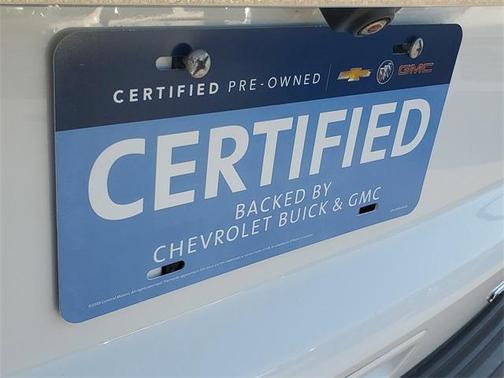 CERTIFIED PRE-OWNED GMC
CERTIFIED
BACKED BY
CHEVROLET BUICK & GMC